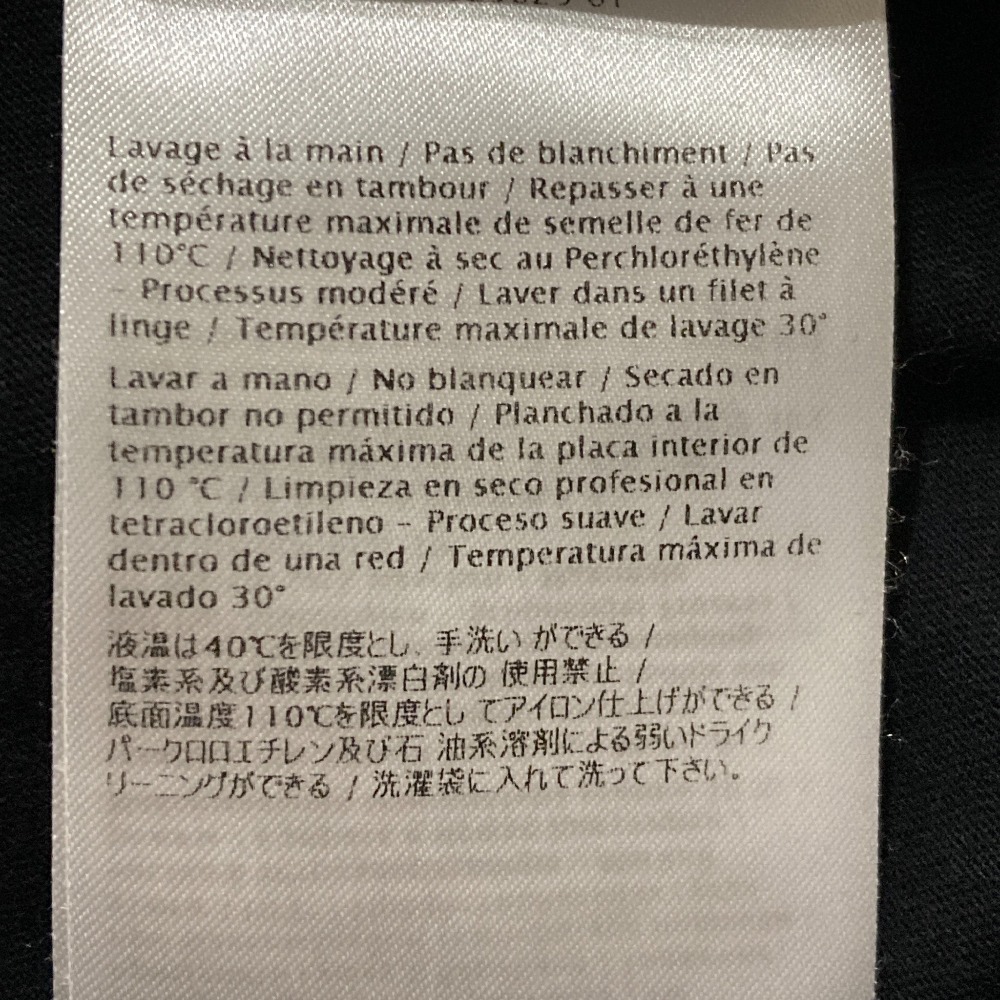 Lavage à la main / Pas de blanchiment / Pas
de séchage en tambour / Repasser à une
température maximale de semelle de fer de
110°C / Nettoyage à sec au Perchloréthylène
– Processus modéré / Laver dans un filet à
linge / Température maximale de lavage 30°
Lavar a mano / No blanquear / Secado en
tambor no permitido / Planchado a la
temperatura máxima de la placa interior de
110 °C / Limpieza en seco profesional en
tetracloroetileno – Proceso suave / Lavar
dentro de una red / Temperatura máxima de
lavado 30°
液温は40℃を限度とし、手洗い ができる /
塩素系及び酸素系漂白剤の 使用禁止 /
底面温度110℃を限度とし てアイロン仕上げができる /
パークロロエチレン及び石 油系溶剤による弱いドライク
リーニングができる / 洗濯袋に入れて洗って下さい。